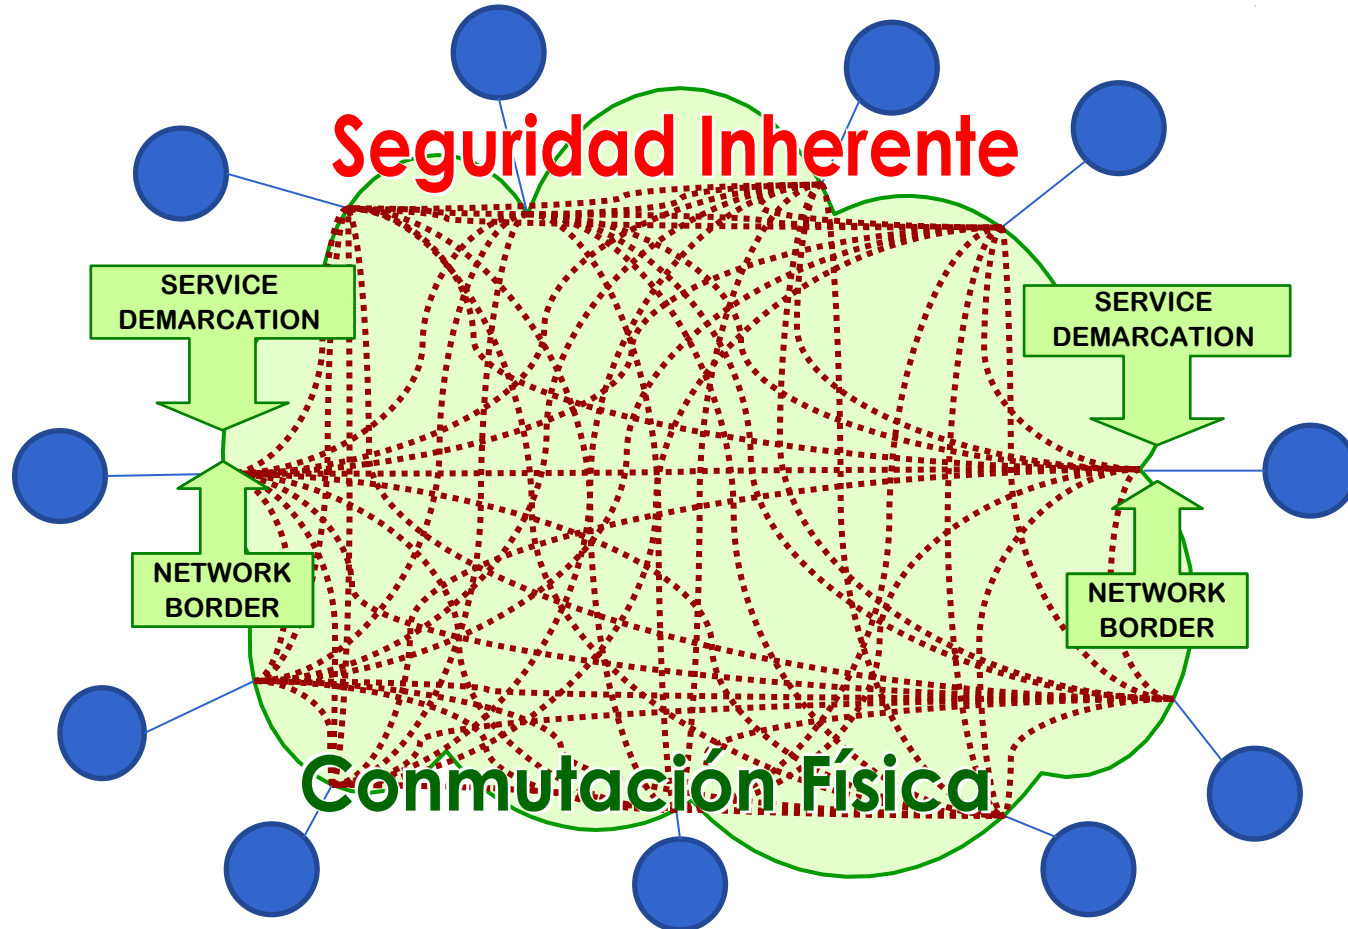 Seguridad Inherente
SERVICE
DEMARCATION
SERVICE
DEMARCATION
NETWORK
BORDER
NETWORK
BORDER
Conmutación Física